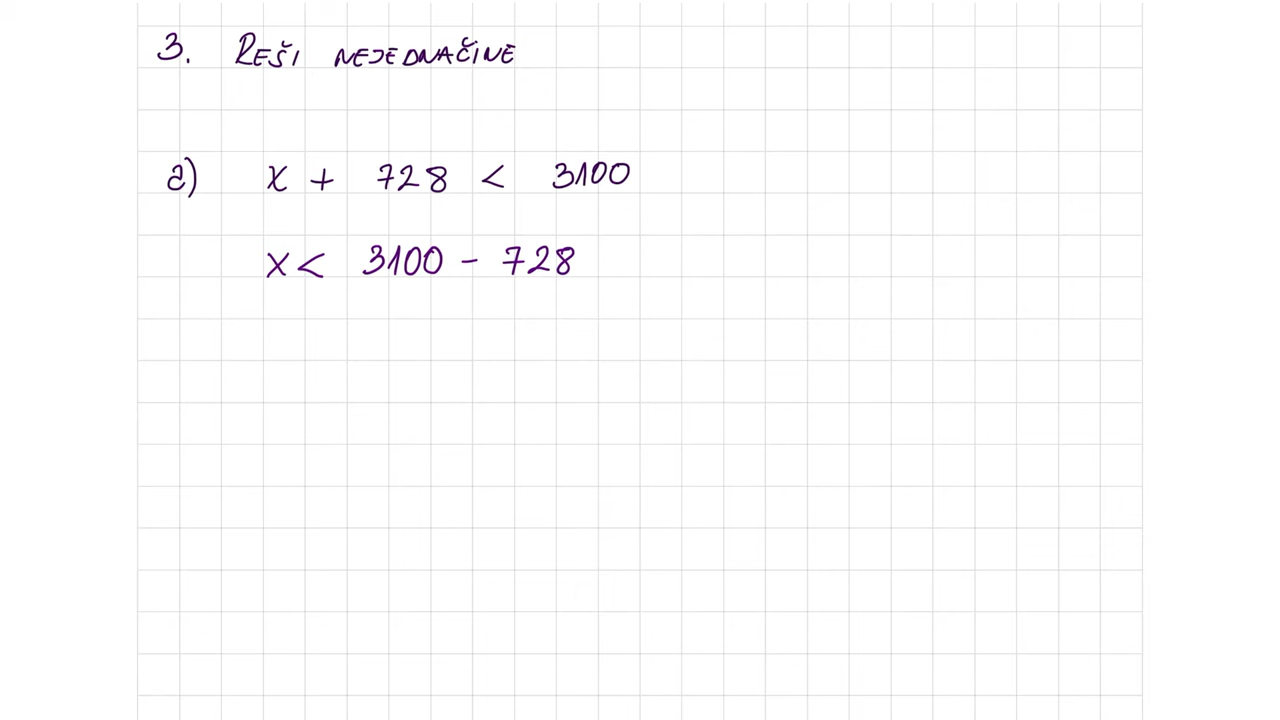 3. REŠI NEJEDNAČINE
a) x + 728 < 3100
x < 3100 - 728